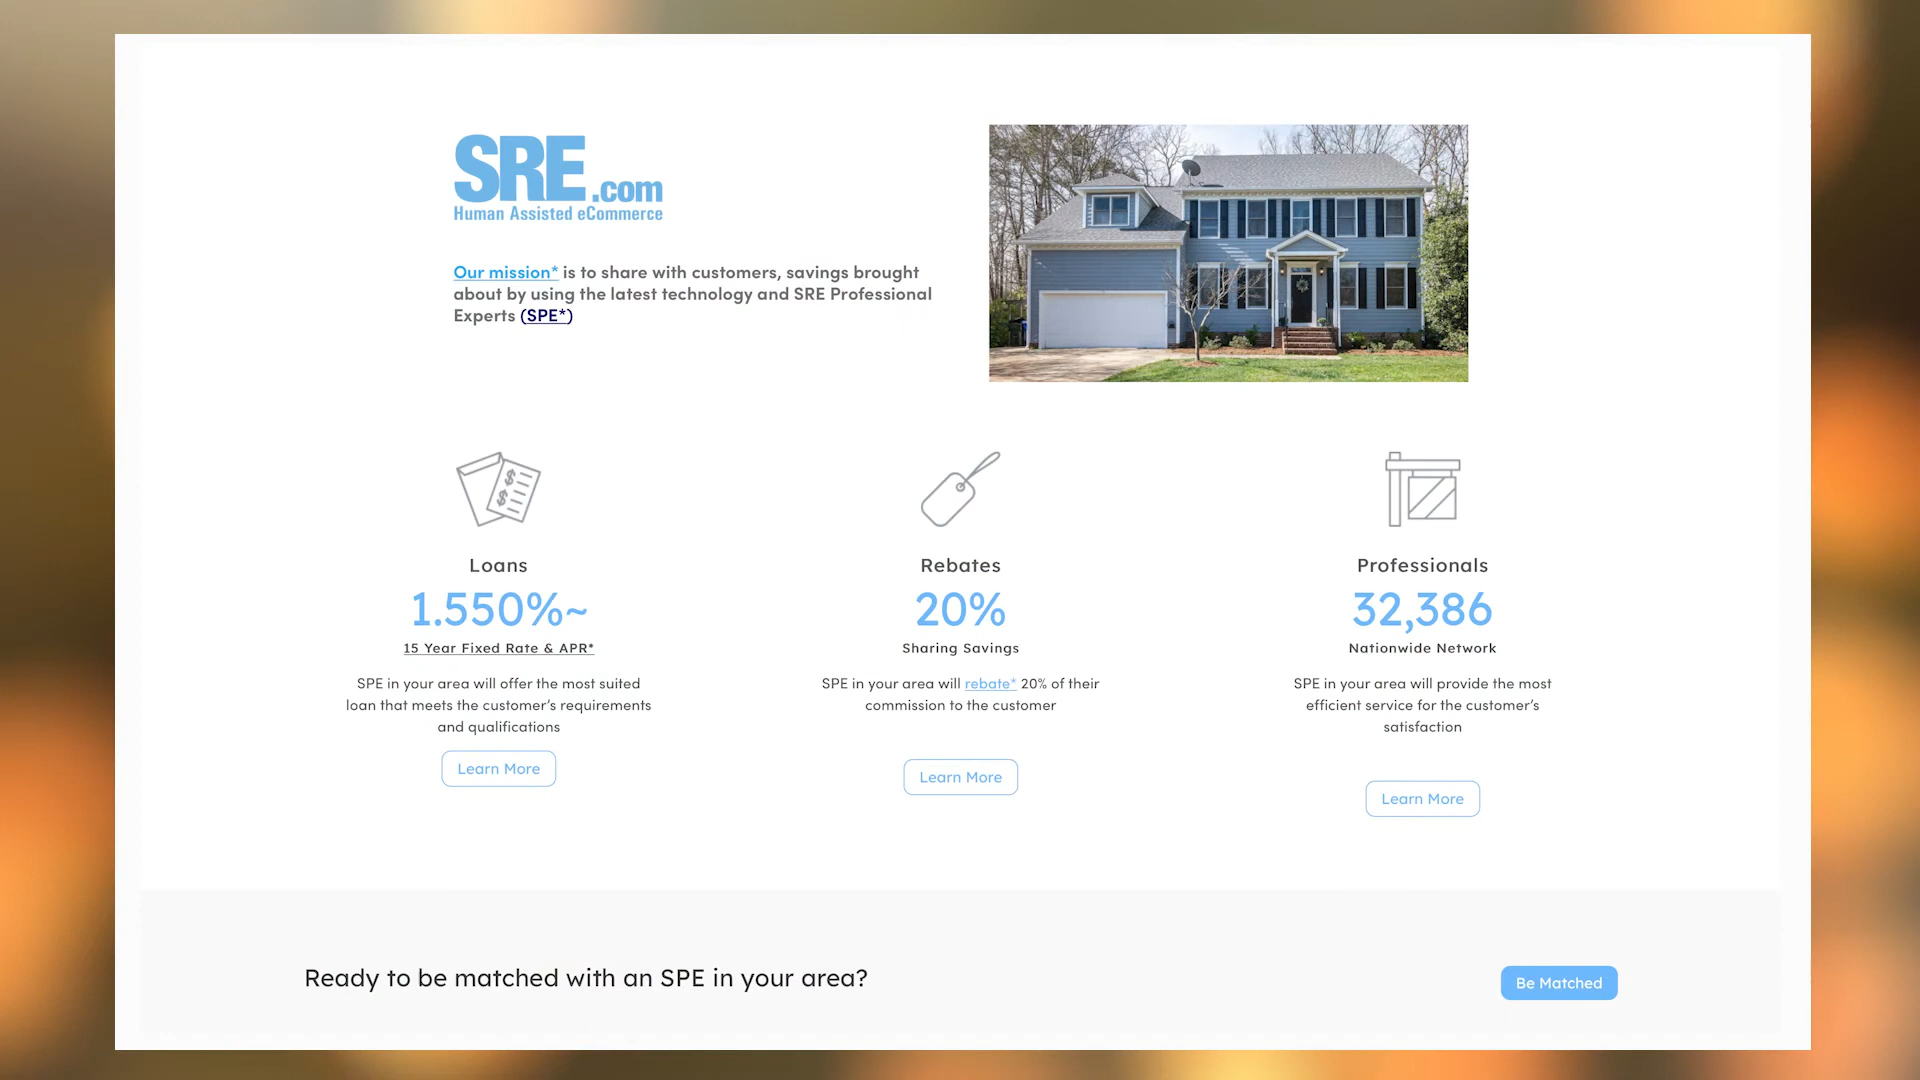 SRE.com
Human Assisted eCommerce
Our mission* is to share with customers, savings brought
about by using the latest technology and SRE Professional
Experts (SPE*)
Loans
1.550%~
15 Year Fixed Rate & APR*
SPE in your area will offer the most suited
loan that meets the customer’s requirements
and qualifications
Learn More
Rebates
20%
Sharing Savings
SPE in your area will rebate* 20% of their
commission to the customer
Learn More
Professionals
32,386
Nationwide Network
SPE in your area will provide the most
efficient service for the customer’s
satisfaction
Learn More
Ready to be matched with an SPE in your area?
Be Matched